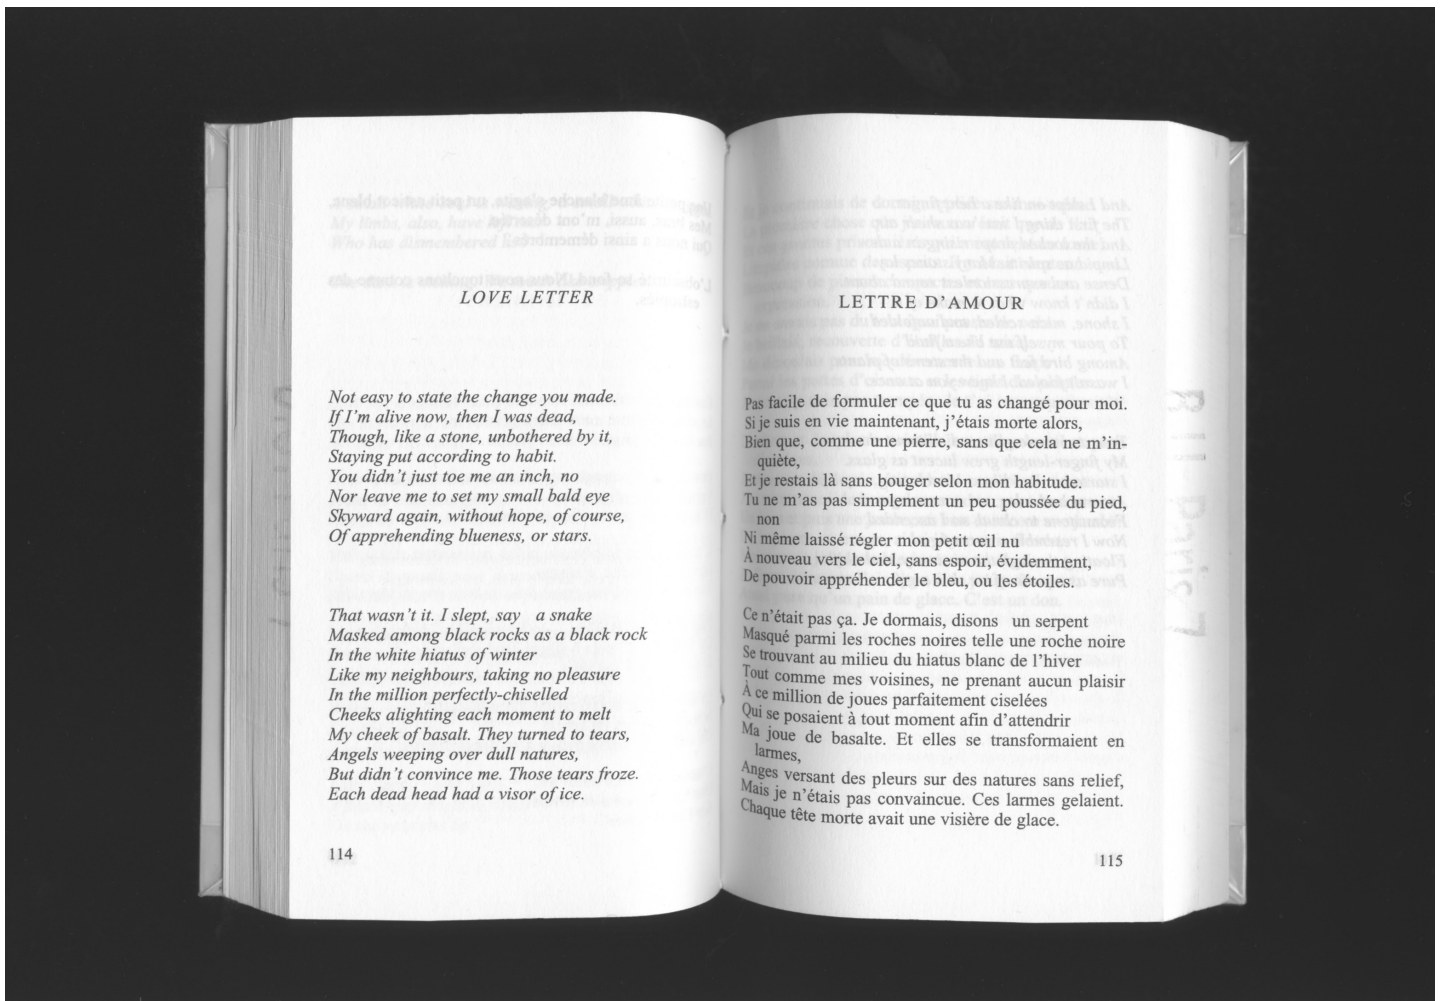 LOVE LETTER
Not easy to state the change you made.
If I'm alive now, then I was dead,
Though, like a stone, unbothered by it,
Staying put according to habit.
You didn't just toe me an inch, no
Nor leave me to set my small bald eye
Skyward again, without hope, of course,
Of apprehending blueness, or stars.
That wasn't it. I slept, say   a snake
Masked among black rocks as a black rock
In the white hiatus of winter
Like my neighbours, taking no pleasure
In the million perfectly-chiselled
Cheeks alighting each moment to melt
My cheek of basalt. They turned to tears,
Angels weeping over dull natures,
But didn't convince me. Those tears froze.
Each dead head had a visor of ice.
114
LETTRE D'AMOUR
Pas facile de formuler ce que tu as changé pour moi.
Si je suis en vie maintenant, j'étais morte alors,
Bien que, comme une pierre, sans que cela ne m'in-
quiète,
Et je restais là sans bouger selon mon habitude.
Tu ne m'as pas simplement un peu poussée du pied,
non
Ni même laissé régler mon petit œil nu
À nouveau vers le ciel, sans espoir, évidemment,
De pouvoir appréhender le bleu, ou les étoiles.
Ce n'était pas ça. Je dormais, disons   un serpent
Masqué parmi les roches noires telle une roche noire
Se trouvant au milieu du hiatus blanc de l'hiver
Tout comme mes voisines, ne prenant aucun plaisir
À ce million de joues parfaitement ciselées
Qui se posaient à tout moment afin d'attendrir
Ma joue de basalte. Et elles se transformaient en
larmes,
Anges versant des pleurs sur des natures sans relief,
Mais je n'étais pas convaincue. Ces larmes gelaient.
Chaque tête morte avait une visière de glace.
115